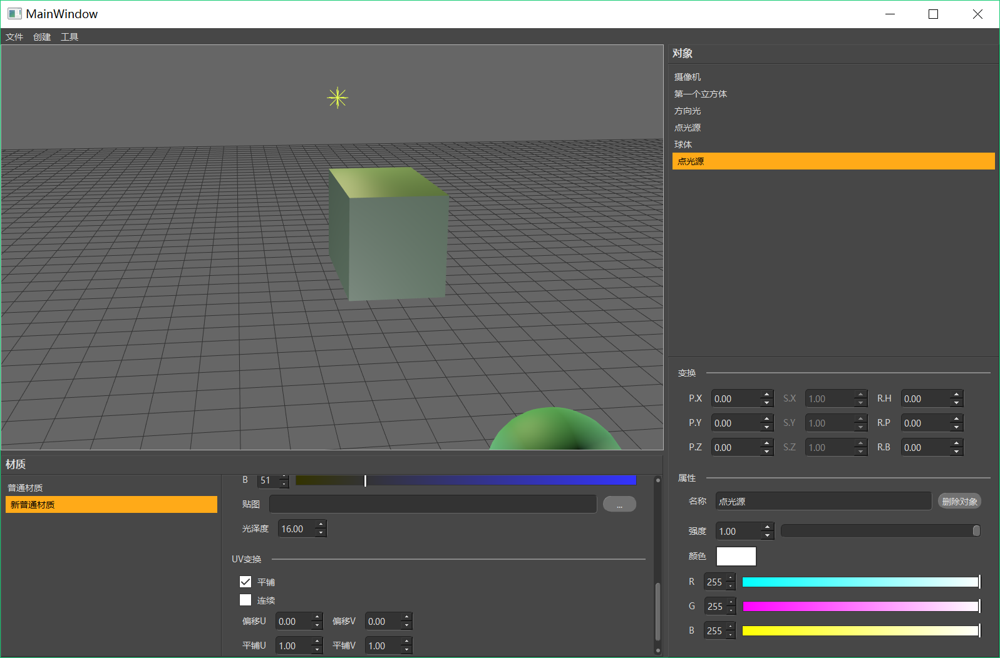 MainWindow
文件 创建 工具
对象
摄像机
第一个立方体
方向光
点光源
球体
点光源
变换
P.X 0.00 S.X 1.00 R.H 0.00
P.Y 0.00 S.Y 1.00 R.P 0.00
P.Z 0.00 S.Z 1.00 R.B 0.00
属性
名称 点光源 删除对象
强度 1.00
颜色
R 255
G 255
B 255
材质
普通材质
新普通材质
B 51
贴图 ...
光泽度 16.00
UV变换
平铺
连续
偏移U 0.00 偏移V 0.00
平铺U 1.00 平铺V 1.00